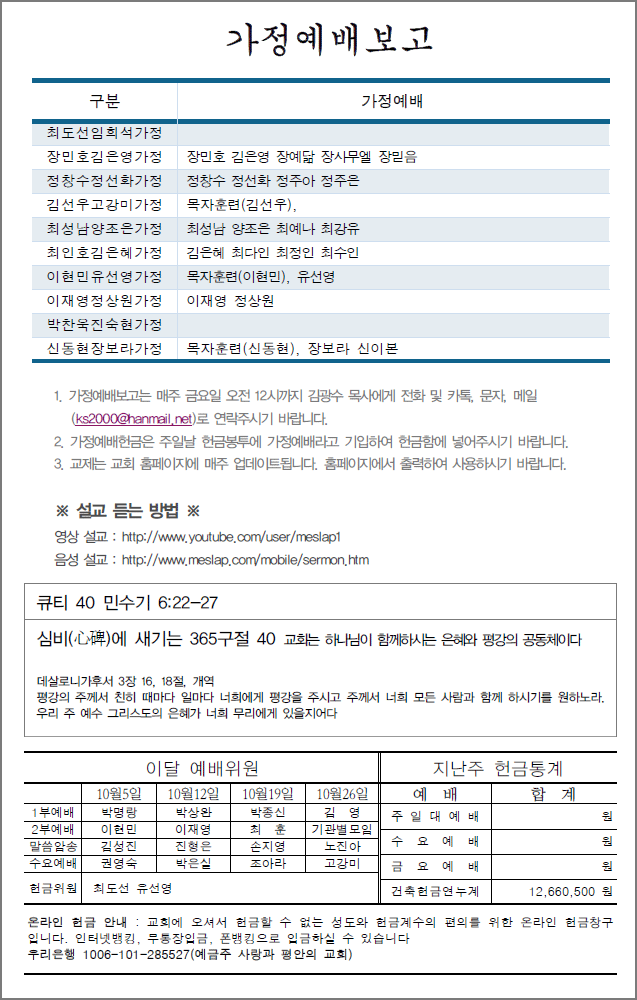 가정예배보고
구분 가정예배
최도선임희석가정
장민호김은영가정 장민호 김은영 장예닮 장사무엘 장믿음
정창수정선화가정 정창수 정선화 정주아 정주은
김선우고강미가정 목자훈련(김선우),
최성남양조은가정 최성남 양조은 최예나 최강유
최인호김은혜가정 김은혜 최다인 최정인 최수인
이현민유선영가정 목자훈련(이현민), 유선영
이재영정상원가정 이재영 정상원
박찬욱진숙현가정
신동현장보라가정 목자훈련(신동현), 장보라 신이본
1. 가정예배보고는 매주 금요일 오전 12시까지 김광수 목사에게 전화 및 카톡, 문자, 메일
(ks2000@hanmail.net)로 연락주시기 바랍니다.
2. 가정예배헌금은 주일날 헌금봉투에 가정예배라고 기입하여 헌금함에 넣어주시기 바랍니다.
3. 교제는 교회 홈페이지에 매주 업데이트됩니다. 홈페이지에서 출력하여 사용하시기 바랍니다.
※ 설교 듣는 방법 ※
영상 설교 : http://www.youtube.com/user/meslap1
음성 설교 : http://www.meslap.com/mobile/sermon.htm
큐티 40 민수기 6:22-27
심비(心碑)에 새기는 365구절 40 교회는 하나님이 함께하시는 은혜와 평강의 공동체이다
데살로니가후서 3장 16, 18절, 개역
평강의 주께서 친히 때마다 일마다 너희에게 평강을 주시고 주께서 너희 모든 사람과 함께 하시기를 원하노라.
우리 주 예수 그리스도의 은혜가 너희 무리에게 있을지어다
이달 예배위원
10월5일 10월12일 10월19일 10월26일
1부예배 박명랑 박상완 박종신 김 영
2부예배 이현민 이재영 최 훈 기관별모임
말씀암송 김성진 진형은 손지영 노진아
수요예배 권영숙 박은실 조아라 고강미
헌금위원 최도선 유선영
지난주 헌금통계
예 배 합 계
주 일 대 예 배 원
수 요 예 배 원
금 요 예 배 원
건축헌금연누계 12,660,500 원
온라인 헌금 안내 : 교회에 오셔서 헌금할 수 없는 성도와 헌금계수의 편의를 위한 온라인 헌금창구
입니다. 인터넷뱅킹, 무통장입금, 폰뱅킹으로 입금하실 수 있습니다
우리은행 1006-101-285527(예금주 사랑과 평안의 교회)